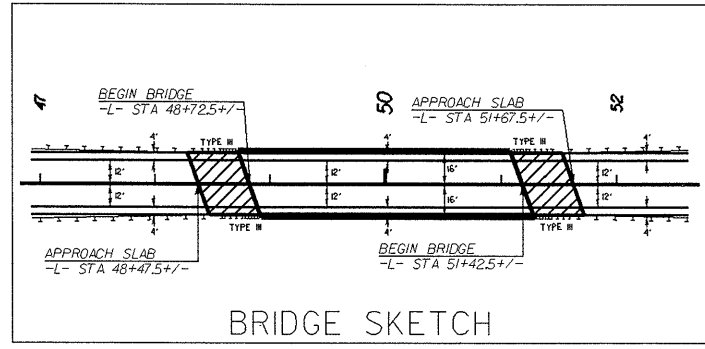 47
BEGIN BRIDGE
-L- STA 48+72.5+/-
50
APPROACH SLAB
-L- STA 51+67.5+/-
52
4'
TYPE III
4'
TYPE III
4'
12'
12'
16'
12'
12'
12'
16'
12'
4'
TYPE III
4'
TYPE III
4'
APPROACH SLAB
-L- STA 48+47.5+/-
BEGIN BRIDGE
-L- STA 51+42.5+/-
BRIDGE SKETCH